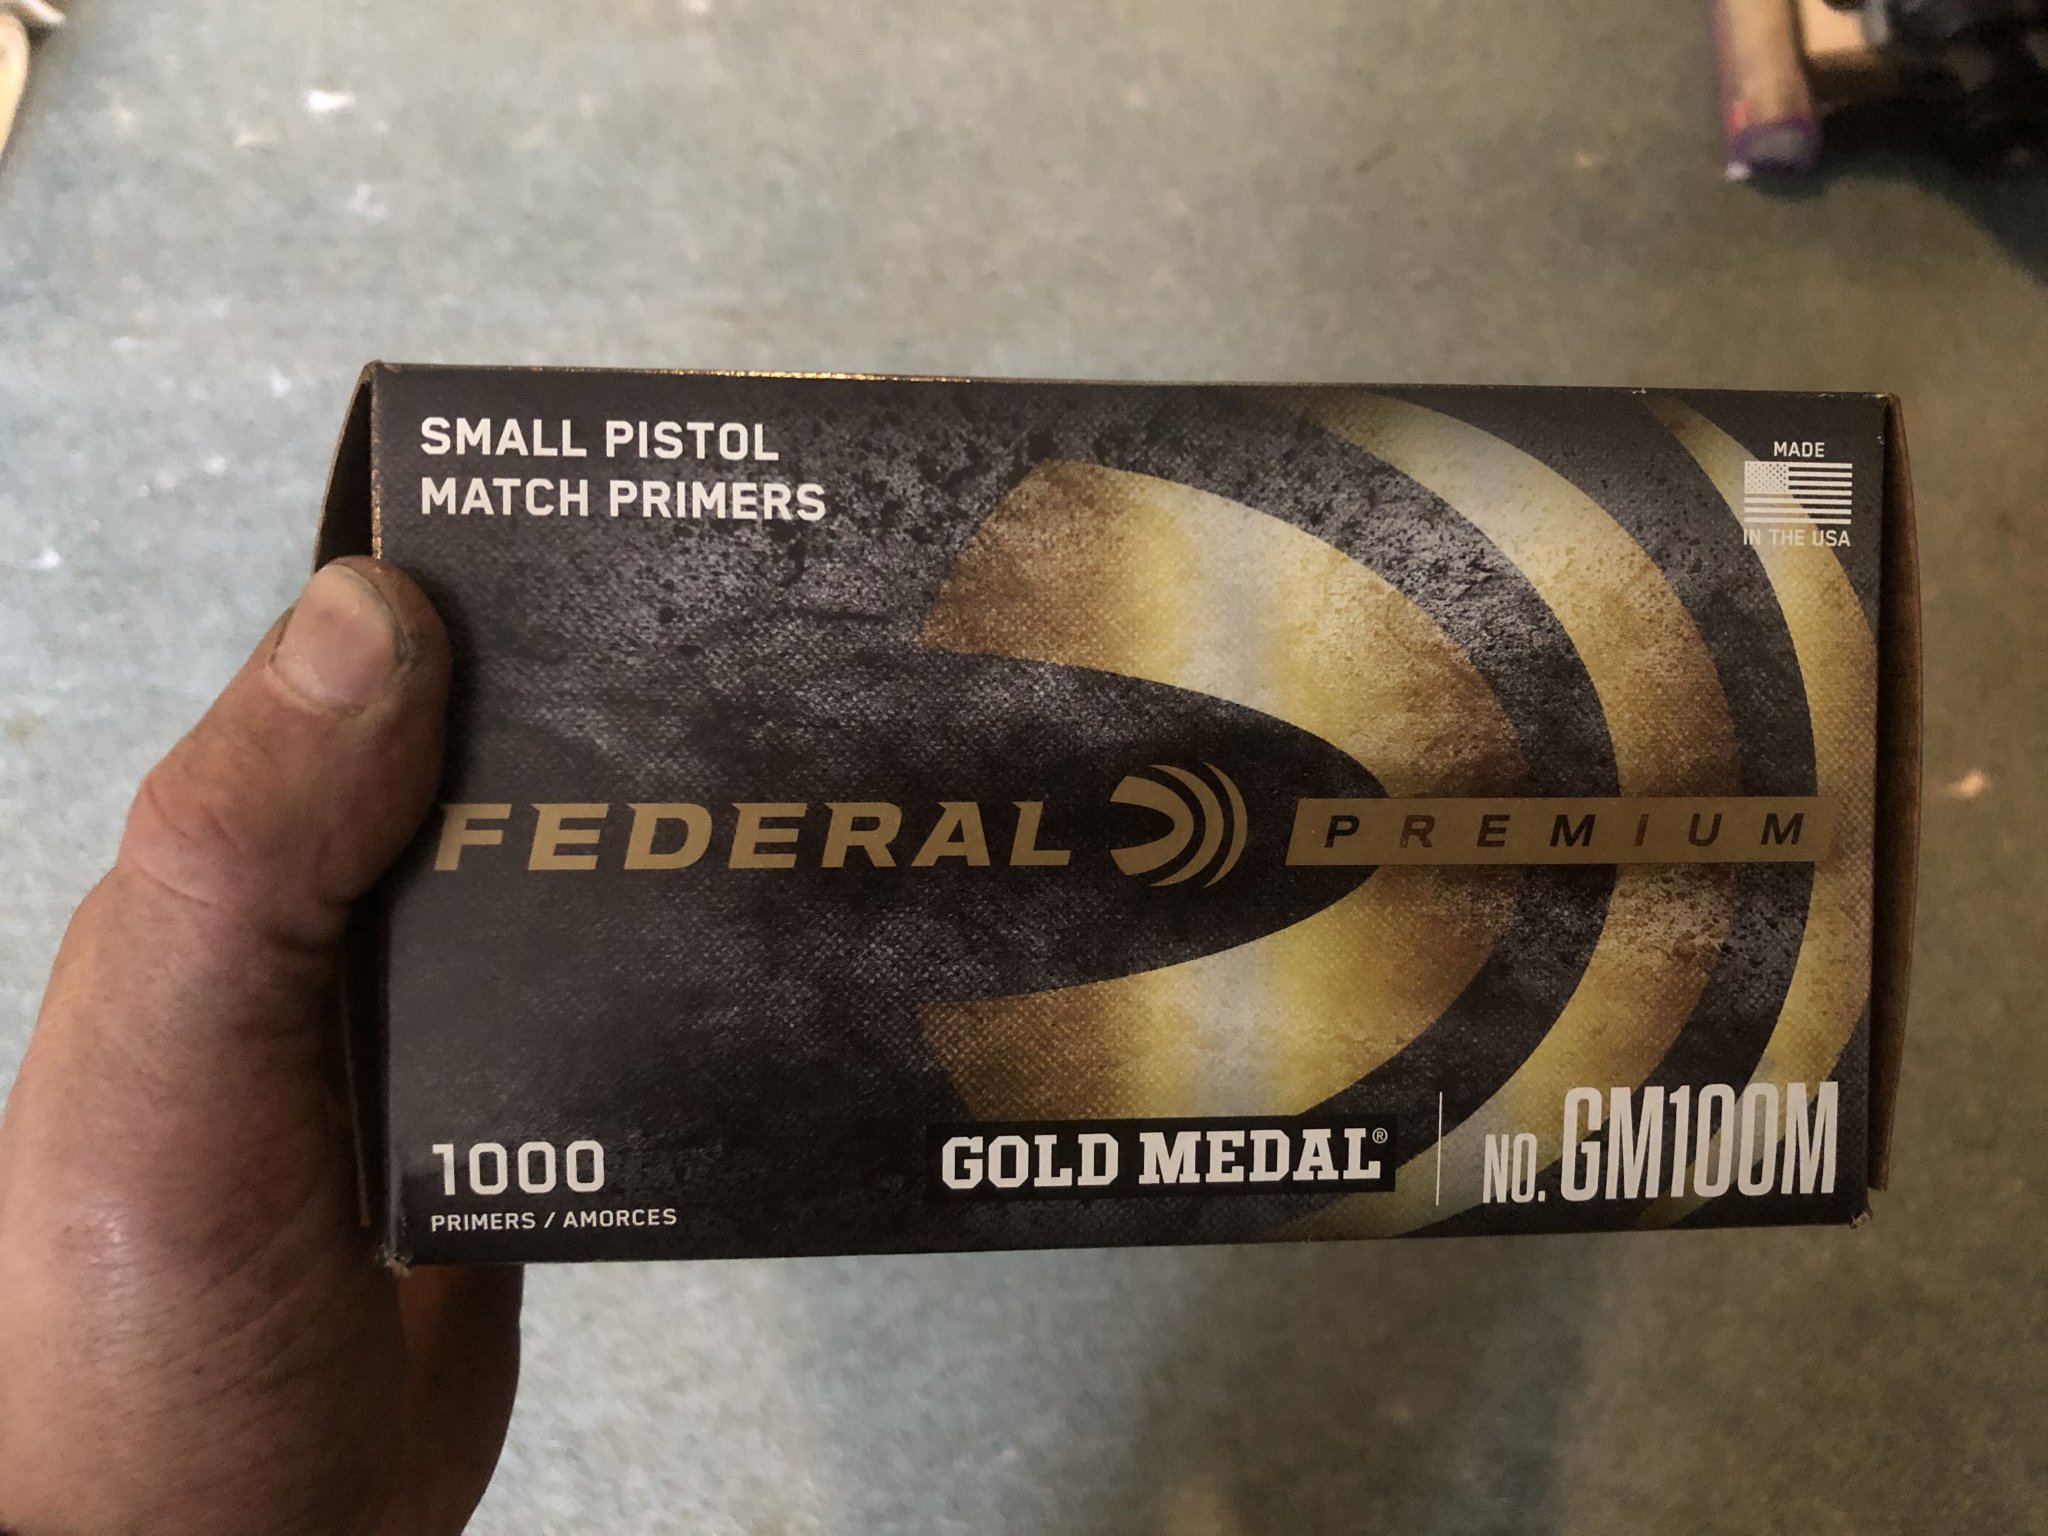 SMALL PISTOL
MATCH PRIMERS
MADE
IN THE USA
FEDERAL PREMIUM
1000
PRIMERS / AMORCES
GOLD MEDAL®
NO. GM100M